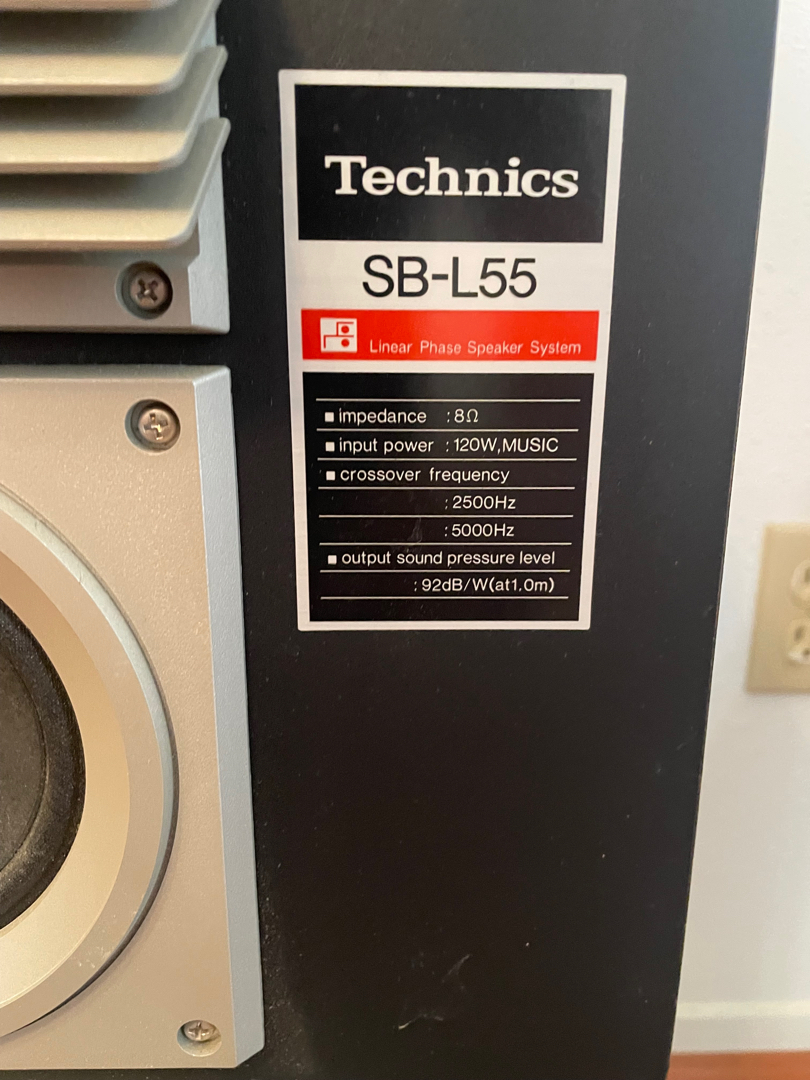 Technics
SB-L55
Linear Phase Speaker System
■ impedance :8Ω
■ input power :120W,MUSIC
■ crossover frequency
:2500Hz
:5000Hz
■ output sound pressure level
:92dB/W(at1.0m)